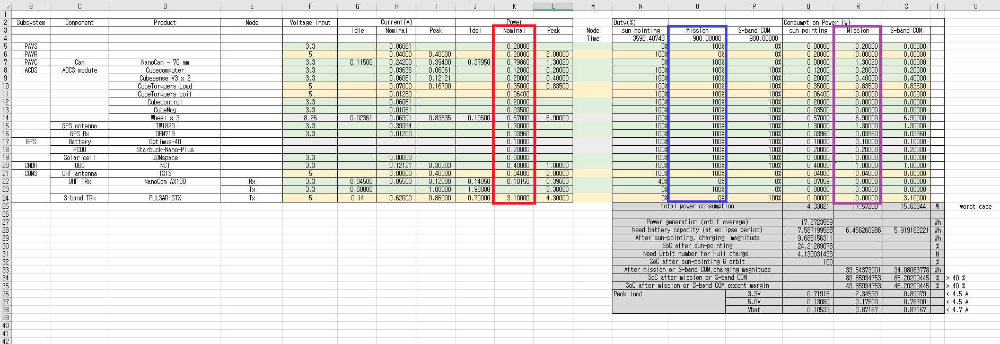 B C D E F G H I J K L M N O P Q R S T U
1
2 Subsystem Conponent Product Mode Voltage Input Current(A) Power Duty(%) Consumption Power (W)
3 Idle Nominal Peak Idel Nominal Peak Mode sun pointing Mission S-band COM sun pointing Mission S-band COM
4 Time 3598.40748 900.00000 900.00000
5 PAYS 3.3 0.06061 0.20000 0% 100% 0% 0.00000 0.20000 0.00000
6 PAYR 5 0.04000 0.40000 0.20000 2.00000 100% 0% 0% 0.20000 0.00000 0.00000
7 PAYC Cam NanoCam - 70 mm 3.3 0.11500 0.24200 0.39400 0.37950 0.79860 1.30020 0% 100% 0% 0.00000 1.30020 0.00000
8 ACDS ADCS module Cubecomputer 3.3 0.03636 0.06061 0.12000 0.20000 100% 100% 100% 0.12000 0.20000 0.20000
9 Cubesense V3 x 2 3.3 0.06061 0.12121 0.20000 0.40000 100% 100% 100% 0.20000 0.40000 0.40000
10 CubeTorquers Load 5 0.07000 0.16700 0.35000 0.83500 100% 100% 100% 0.35000 0.83500 0.83500
11 CubeTorquers coil 5 0.01280 0.06400 100% 100% 100% 0.06400 0.00000 0.00000
12 Cubecontrol 3.3 0.06061 0.20000 100% 100% 100% 0.20000 0.00000 0.00000
13 CubeMag 3.3 0.01061 0.03500 100% 100% 100% 0.03500 0.00000 0.00000
14 Wheel x 3 8.26 0.02361 0.06901 0.83535 0.19500 0.57000 6.90000 100% 100% 100% 0.57000 6.90000 6.90000
15 GPS antenna TW1829 3.3 0.39394 1.30000 100% 100% 100% 1.30000 1.30000 1.30000
16 GPS Rx OEM719 3.3 0.01200 0.03960 100% 100% 100% 0.03960 0.03960 0.03960
17 EPS Battery Optimus-40 0.10000 100% 100% 100% 0.10000 0.10000 0.10000
18 PCDU Starbuck-Nano-Plus 0.20000 100% 100% 100% 0.20000 0.20000 0.20000
19 Solar cell GOMspace 3.3 0.00000 0.00000 100% 100% 100% 0.00000 0.00000 0.00000
20 CNDH OBC NCT 3.3 0.12121 0.30303 0.40000 1.00000 100% 100% 100% 0.40000 1.00000 1.00000
21 COMS UHF antenna ISIS 5 0.00800 0.40000 0.04000 2.00000 100% 100% 0% 0.04000 0.04000 0.00000
22 UHF TRx NanoCom AX100 Rx 3.3 0.04500 0.05500 0.12000 0.14850 0.18150 0.39600 43% 0% 0% 0.07859 0.00000 0.00000
23 Tx 3.3 0.60000 1.00000 1.98000 3.30000 0% 100% 0% 0.00000 3.30000 0.00000
24 S-band TRx PULSAR-STX Tx 5 0.14 0.62000 0.86000 0.70000 3.10000 4.30000 0% 0% 100% 0.00000 0.00000 3.10000
25 total power consumption 4.33021 17.57200 15.63844 W worst case
26
27 Power generation (orbit average) 17.2723559 Wh
28 Need battery capacity (at eclipse period) 7.587199586 6.456260986 5.919162221 Wh
29 After sun-pointing, charging magnitude 9.685156311 Wh
30 SoC after sun-pointing 24.21289078 %
31 Need Orbit number for Full charge 4.130031433 N
32 SoC after sun-pointing 6 orbit 100 %
33 After mission or S-band COM,charging magnitude 33.54373901 34.08083778 Wh
34 SoC after mission or S-band COM 83.85934753 85.20209445 % > 40 %
35 SoC after mission or S-band COM except margin 43.85934753 45.20209445 % > 40 %
36 Peak load 3.3V 0.71915 2.34539 0.89079 < 4.5 A
37 5.0V 0.13080 0.17500 0.78700 < 4.5 A
38 Vbat 0.10533 0.87167 0.87167 < 4.7 A
39
40
41
42